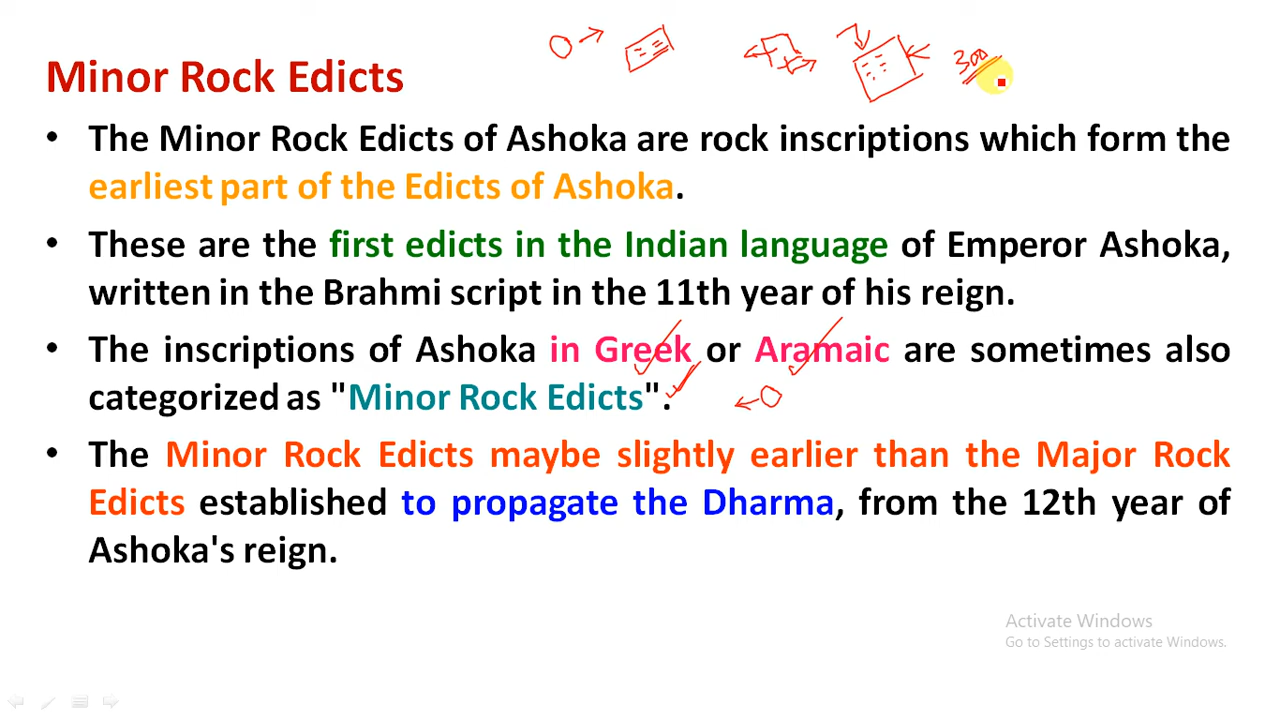 300
Minor Rock Edicts
• The Minor Rock Edicts of Ashoka are rock inscriptions which form the
earliest part of the Edicts of Ashoka.
• These are the first edicts in the Indian language of Emperor Ashoka,
written in the Brahmi script in the 11th year of his reign.
• The inscriptions of Ashoka in Greek or Aramaic are sometimes also
categorized as "Minor Rock Edicts".
• The Minor Rock Edicts maybe slightly earlier than the Major Rock
Edicts established to propagate the Dharma, from the 12th year of
Ashoka's reign.
Activate Windows
Go to Settings to activate Windows.